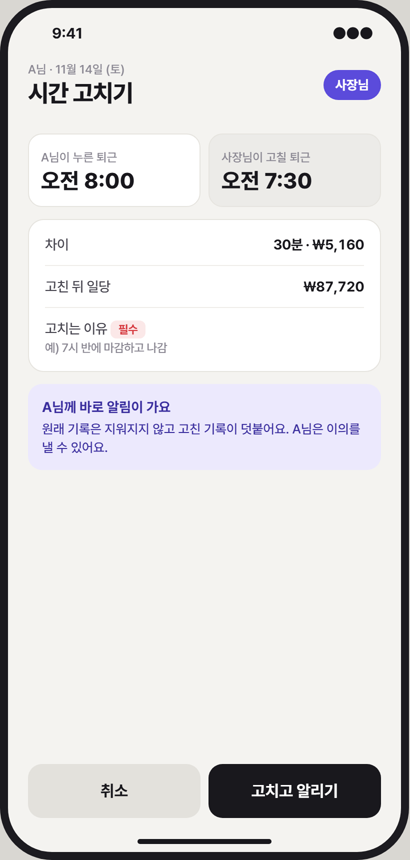 9:41
A님 · 11월 14일 (토)
시간 고치기
사장님
A님이 누른 퇴근
오전 8:00
사장님이 고칠 퇴근
오전 7:30
차이
30분 · ₩5,160
고친 뒤 일당
₩87,720
고치는 이유 필수
예) 7시 반에 마감하고 나감
A님께 바로 알림이 가요
원래 기록은 지워지지 않고 고친 기록이 덧붙어요. A님은 이의를
낼 수 있어요.
취소
고치고 알리기